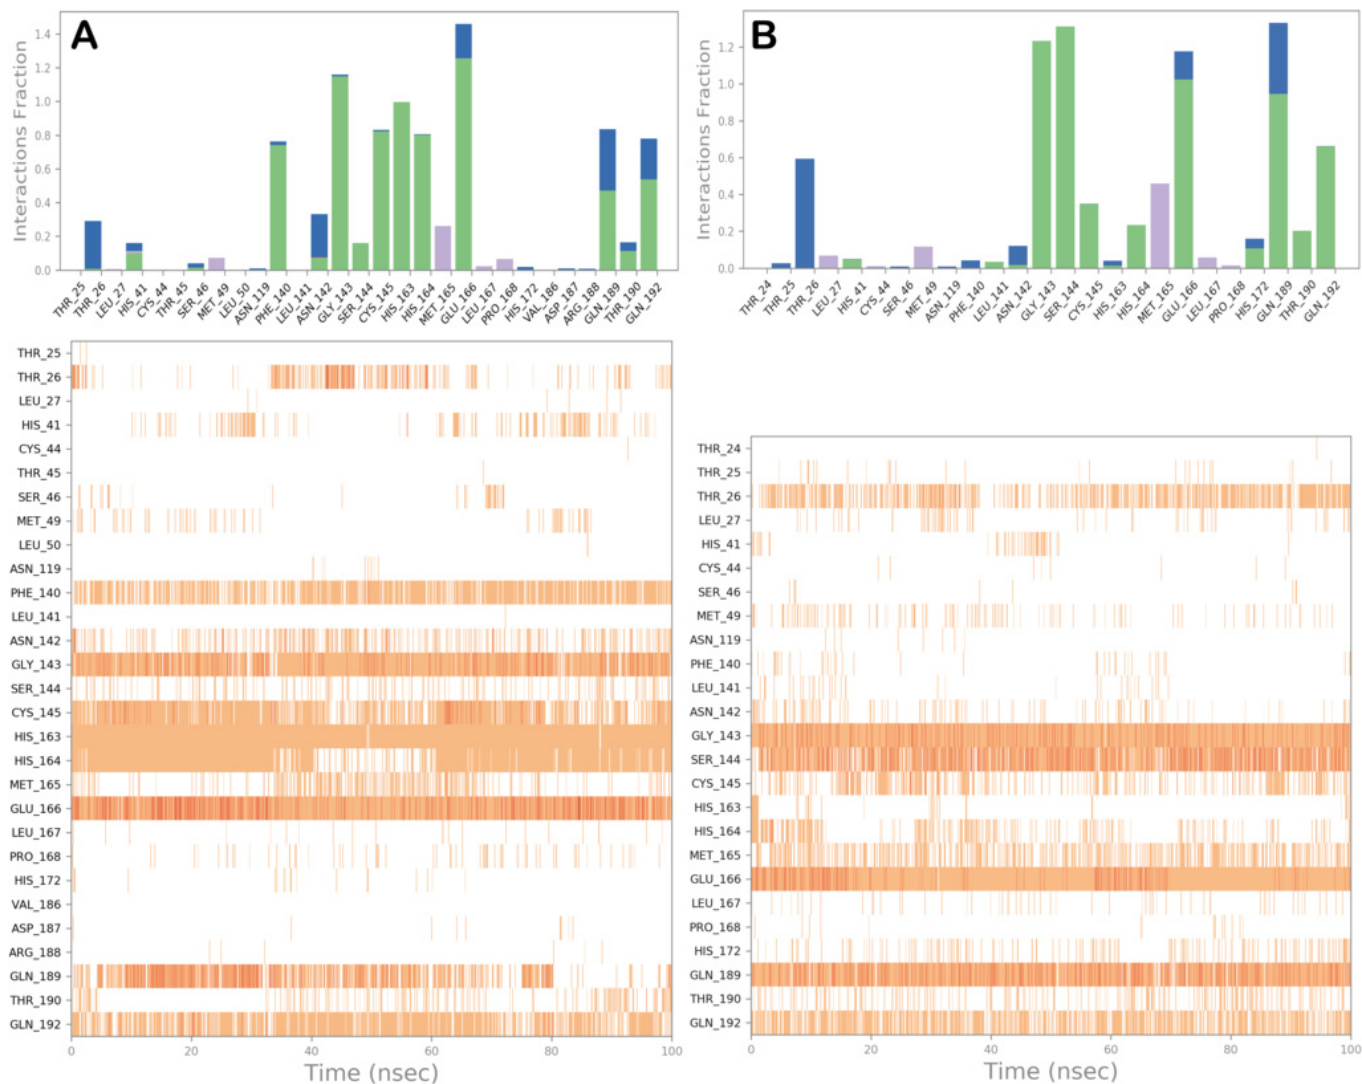 A
Interactions Fraction
1.4
1.2
1.0
0.8
0.6
0.4
0.2
0.0
THR_25
THR_26
LEU_27
HIS_41
CYS_44
THR_45
SER_46
MET_49
LEU_50
ASN_119
PHE_140
LEU_141
ASN_142
GLY_143
SER_144
CYS_145
HIS_163
HIS_164
MET_165
GLU_166
LEU_167
PRO_168
HIS_172
VAL_186
ASP_187
ARG_188
GLN_189
THR_190
GLN_192
B
Interactions Fraction
1.2
1.0
0.8
0.6
0.4
0.2
0.0
THR_24
THR_25
THR_26
LEU_27
HIS_41
CYS_44
SER_46
MET_49
ASN_119
PHE_140
LEU_141
ASN_142
GLY_143
SER_144
CYS_145
HIS_163
HIS_164
MET_165
GLU_166
LEU_167
PRO_168
HIS_172
GLN_189
THR_190
GLN_192
THR_25
THR_26
LEU_27
HIS_41
CYS_44
THR_45
SER_46
MET_49
LEU_50
ASN_119
PHE_140
LEU_141
ASN_142
GLY_143
SER_144
CYS_145
HIS_163
HIS_164
MET_165
GLU_166
LEU_167
PRO_168
HIS_172
VAL_186
ASP_187
ARG_188
GLN_189
THR_190
GLN_192
0 20 40 60 80 100
Time (nsec)
THR_24
THR_25
THR_26
LEU_27
HIS_41
CYS_44
SER_46
MET_49
ASN_119
PHE_140
LEU_141
ASN_142
GLY_143
SER_144
CYS_145
HIS_163
HIS_164
MET_165
GLU_166
LEU_167
PRO_168
HIS_172
GLN_189
THR_190
GLN_192
0 20 40 60 80 100
Time (nsec)